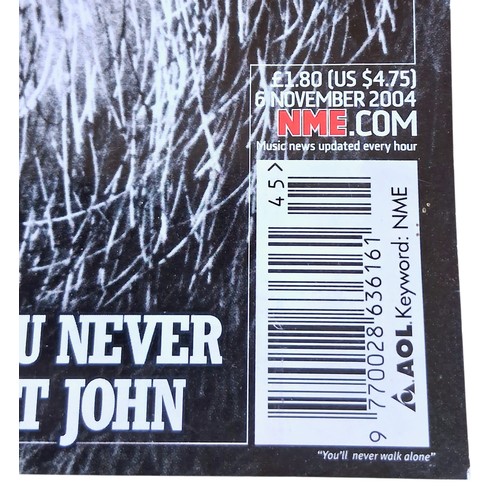 £1.80 (US $4.75)
6 NOVEMBER 2004
NME.COM
Music news updated every hour
45>
9 770028 636161
AOL Keyword: NME
U NEVER
T JOHN
"You'll never walk alone"